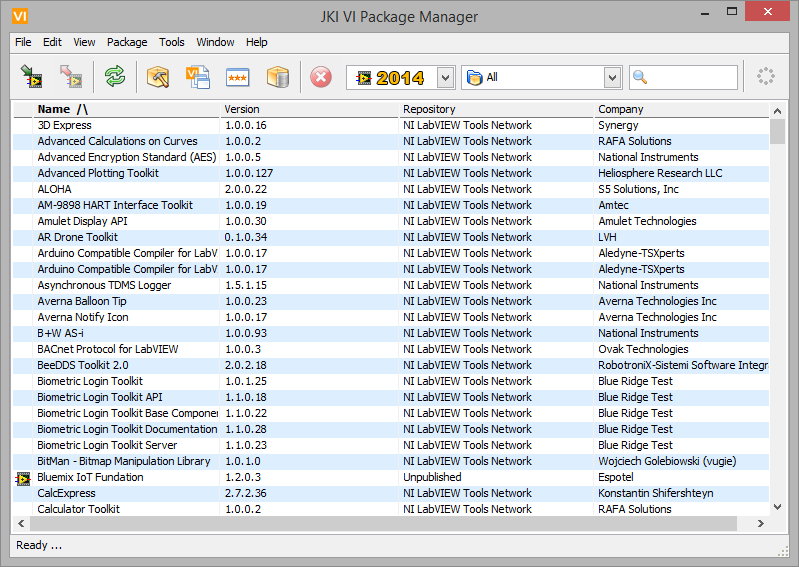 VI JKI VI Package Manager
File Edit View Package Tools Window Help
2014 All
Name /\ Version Repository Company
3D Express 1.0.0.16 NI LabVIEW Tools Network Synergy
Advanced Calculations on Curves 1.0.0.2 NI LabVIEW Tools Network RAFA Solutions
Advanced Encryption Standard (AES) 1.0.0.5 NI LabVIEW Tools Network National Instruments
Advanced Plotting Toolkit 1.0.0.127 NI LabVIEW Tools Network Heliosphere Research LLC
ALOHA 2.0.0.22 NI LabVIEW Tools Network S5 Solutions, Inc
AM-9898 HART Interface Toolkit 1.0.0.19 NI LabVIEW Tools Network Amtec
Amulet Display API 1.0.0.30 NI LabVIEW Tools Network Amulet Technologies
AR Drone Toolkit 0.1.0.34 NI LabVIEW Tools Network LVH
Arduino Compatible Compiler for LabV 1.0.0.17 NI LabVIEW Tools Network Aledyne-TSXperts
Arduino Compatible Compiler for LabV 1.0.0.17 NI LabVIEW Tools Network Aledyne-TSXperts
Asynchronous TDMS Logger 1.5.1.15 NI LabVIEW Tools Network National Instruments
Averna Balloon Tip 1.0.0.23 NI LabVIEW Tools Network Averna Technologies Inc
Averna Notify Icon 1.0.0.17 NI LabVIEW Tools Network Averna Technologies Inc
B+W AS-i 1.0.0.93 NI LabVIEW Tools Network National Instruments
BACnet Protocol for LabVIEW 1.0.0.3 NI LabVIEW Tools Network Ovak Technologies
BeeDDS Toolkit 2.0 2.0.2.18 NI LabVIEW Tools Network RobotroniX-Sistemi Software Integr
Biometric Login Toolkit 1.0.1.25 NI LabVIEW Tools Network Blue Ridge Test
Biometric Login Toolkit API 1.1.0.18 NI LabVIEW Tools Network Blue Ridge Test
Biometric Login Toolkit Base Componen 1.1.0.22 NI LabVIEW Tools Network Blue Ridge Test
Biometric Login Toolkit Documentation 1.1.0.28 NI LabVIEW Tools Network Blue Ridge Test
Biometric Login Toolkit Server 1.1.0.23 NI LabVIEW Tools Network Blue Ridge Test
BitMan - Bitmap Manipulation Library 1.0.1.0 NI LabVIEW Tools Network Wojciech Golebiowski (vugie)
Bluemix IoT Fundation 1.2.0.3 Unpublished Espotel
CalcExpress 2.7.2.36 NI LabVIEW Tools Network Konstantin Shifershteyn
Calculator Toolkit 1.0.0.2 NI LabVIEW Tools Network RAFA Solutions
Ready ...